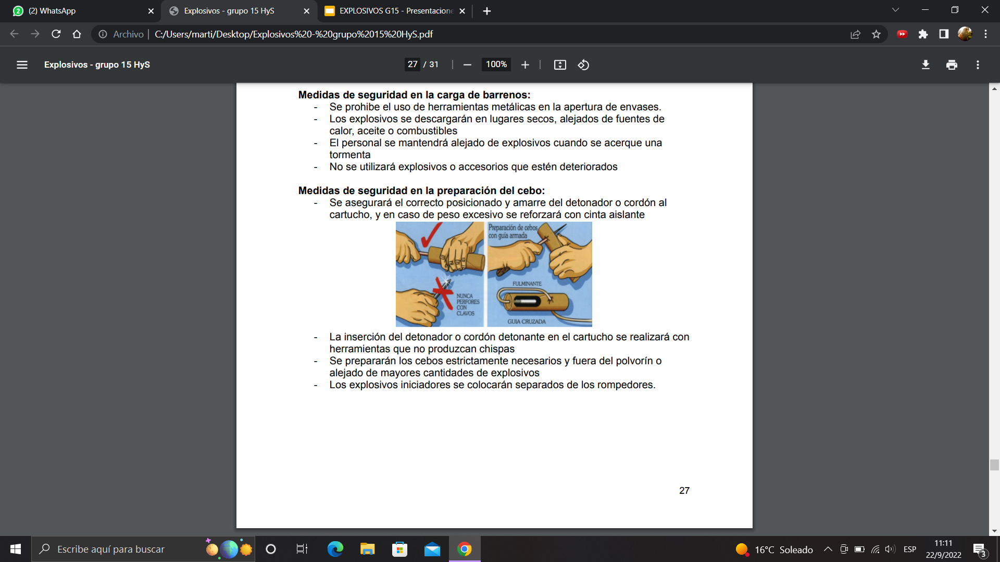 (2) WhatsApp
Explosivos - grupo 15 HyS
EXPLOSIVOS G15 - Presentacione
Archivo
C:/Users/marti/Desktop/Explosivos%20-%20grupo%2015%20HyS.pdf
Explosivos - grupo 15 HyS
27 / 31
100%
Medidas de seguridad en la carga de barrenos:
- Se prohibe el uso de herramientas metálicas en la apertura de envases.
- Los explosivos se descargarán en lugares secos, alejados de fuentes de
calor, aceite o combustibles
- El personal se mantendrá alejado de explosivos cuando se acerque una
tormenta
- No se utilizará explosivos o accesorios que estén deteriorados
Medidas de seguridad en la preparación del cebo:
- Se asegurará el correcto posicionado y amarre del detonador o cordón al
cartucho, y en caso de peso excesivo se reforzará con cinta aislante
NUNCA
PERFORES
CON
CLAVOS
Preparación de cebos
con guía armada
FULMINANTE
GUIA CRUZADA
- La inserción del detonador o cordón detonante en el cartucho se realizará con
herramientas que no produzcan chispas
- Se prepararán los cebos estrictamente necesarios y fuera del polvorín o
alejado de mayores cantidades de explosivos
- Los explosivos iniciadores se colocarán separados de los rompedores.
27
Escribe aquí para buscar
16°C Soleado
ESP
11:11
22/9/2022
3